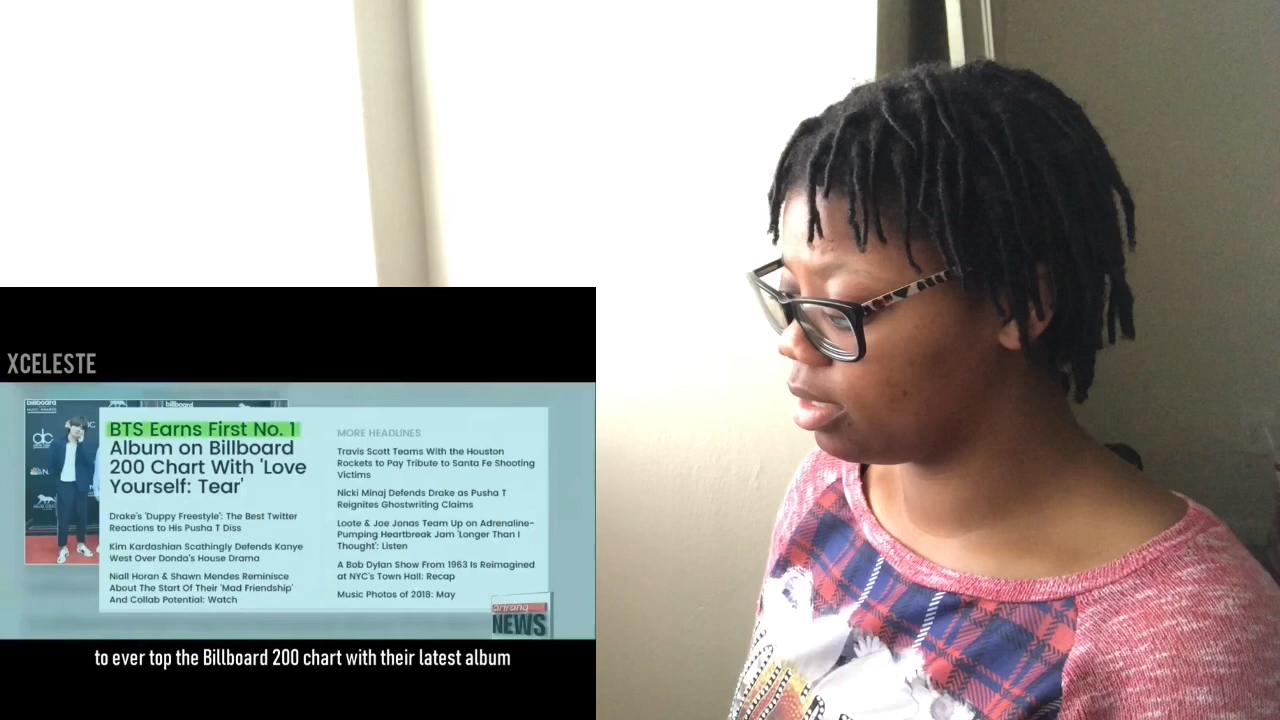 XCELESTE
billboard
MUSIC AWARDS
billboard
dc
BTS Earns First No. 1
Album on Billboard
200 Chart With 'Love
Yourself: Tear'
Drake's 'Duppy Freestyle': The Best Twitter
Reactions to His Pusha T Diss
Kim Kardashian Scathingly Defends Kanye
West Over Donda's House Drama
Niall Horan & Shawn Mendes Reminisce
About The Start Of Their 'Mad Friendship'
And Collab Potential: Watch
MORE HEADLINES
Travis Scott Teams With the Houston
Rockets to Pay Tribute to Santa Fe Shooting
Victims
Nicki Minaj Defends Drake as Pusha T
Reignites Ghostwriting Claims
Loote & Joe Jonas Team Up on Adrenaline-
Pumping Heartbreak Jam 'Longer Than I
Thought': Listen
A Bob Dylan Show From 1963 Is Reimagined
at NYC's Town Hall: Recap
Music Photos of 2018: May
arirang
NEWS
to ever top the Billboard 200 chart with their latest album